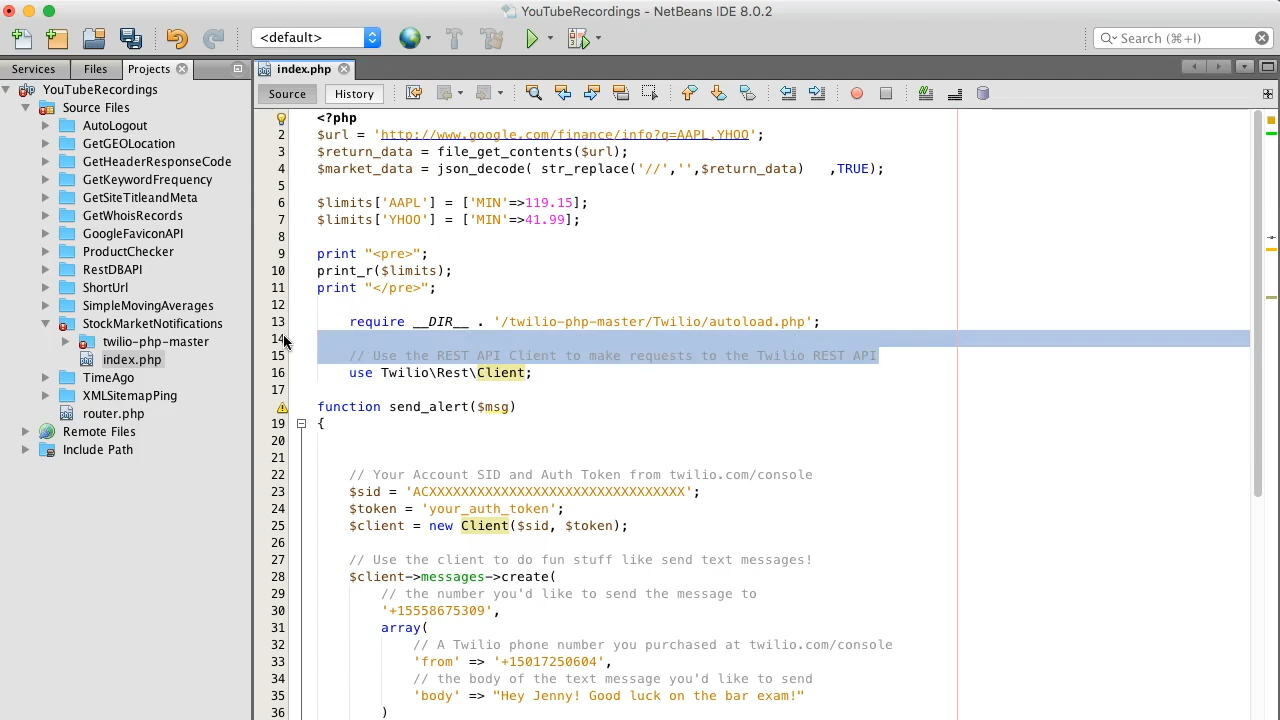 YouTubeRecordings - NetBeans IDE 8.0.2
<default>
Search (⌘+I)
Services Files Projects
index.php
Source History
YouTubeRecordings
Source Files
AutoLogout
GetGEOLocation
GetHeaderResponseCode
GetKeywordFrequency
GetSiteTitleandMeta
GetWhoisRecords
GoogleFaviconAPI
ProductChecker
RestDBAPI
ShortUrl
SimpleMovingAverages
StockMarketNotifications
twilio-php-master
index.php
TimeAgo
XMLSitemapPing
router.php
Remote Files
Include Path
<?php
2 $url = 'http://www.google.com/finance/info?q=AAPL,YHOO';
3 $return_data = file_get_contents($url);
4 $market_data = json_decode( str_replace('//','',$return_data)   ,TRUE);
5
6 $limits['AAPL'] = ['MIN'=>119.15];
7 $limits['YHOO'] = ['MIN'=>41.99];
8
9 print "<pre>";
10 print_r($limits);
11 print "</pre>";
12
13     require __DIR__ . '/twilio-php-master/Twilio/autoload.php';
14
15     // Use the REST API Client to make requests to the Twilio REST API
16     use Twilio\Rest\Client;
17
function send_alert($msg)
19 {
20
21
22     // Your Account SID and Auth Token from twilio.com/console
23     $sid = 'ACXXXXXXXXXXXXXXXXXXXXXXXXXXXXXXXX';
24     $token = 'your_auth_token';
25     $client = new Client($sid, $token);
26
27     // Use the client to do fun stuff like send text messages!
28     $client->messages->create(
29         // the number you'd like to send the message to
30         '+15558675309',
31         array(
32             // A Twilio phone number you purchased at twilio.com/console
33             'from' => '+15017250604',
34             // the body of the text message you'd like to send
35             'body' => "Hey Jenny! Good luck on the bar exam!"
36         )